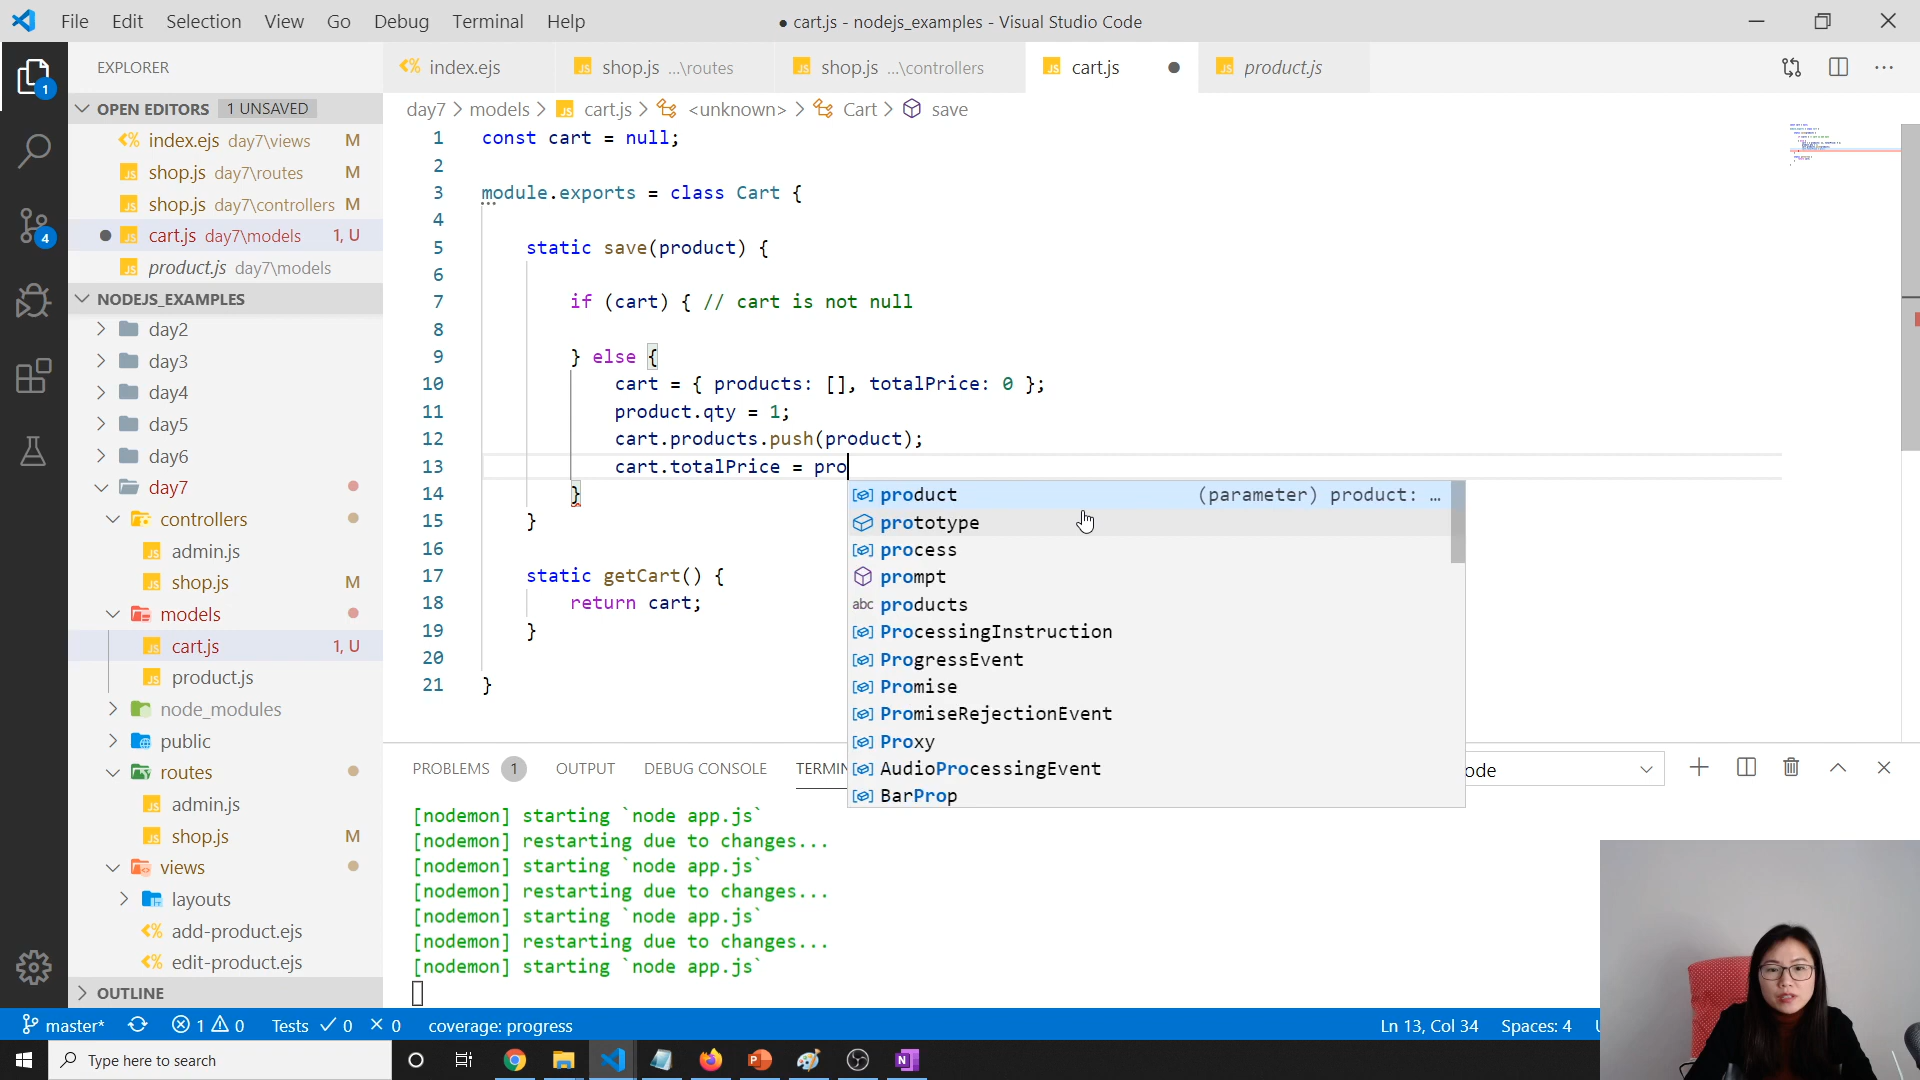 File Edit Selection View Go Debug Terminal Help
● cart.js - nodejs_examples - Visual Studio Code
EXPLORER
index.ejs
shop.js ...\routes
shop.js ...\controllers
cart.js
product.js
OPEN EDITORS 1 UNSAVED
index.ejs day7\views M
shop.js day7\routes M
shop.js day7\controllers M
cart.js day7\models 1, U
product.js day7\models
NODEJS_EXAMPLES
day2
day3
day4
day5
day6
day7
controllers
admin.js
shop.js M
models
cart.js 1, U
product.js
node_modules
public
routes
admin.js
shop.js M
views
layouts
add-product.ejs
edit-product.ejs
OUTLINE
1
4
day7 > models > cart.js > <unknown> > Cart > save
1 const cart = null;
2
3 module.exports = class Cart {
4
5 static save(product) {
6
7 if (cart) { // cart is not null
8
9 } else {
10 cart = { products: [], totalPrice: 0 };
11 product.qty = 1;
12 cart.products.push(product);
13 cart.totalPrice = pro
14 }
15 }
16
17 static getCart() {
18 return cart;
19 }
20
21 }
product (parameter) product: ...
prototype
process
prompt
abc products
ProcessingInstruction
ProgressEvent
Promise
PromiseRejectionEvent
Proxy
AudioProcessingEvent
BarProp
PROBLEMS 1 OUTPUT DEBUG CONSOLE TERMIN
ode
[nodemon] starting `node app.js`
[nodemon] restarting due to changes...
[nodemon] starting `node app.js`
[nodemon] restarting due to changes...
[nodemon] starting `node app.js`
[nodemon] restarting due to changes...
[nodemon] starting `node app.js`
master* 1 0 Tests ✓ 0 × 0 coverage: progress
Ln 13, Col 34 Spaces: 4
Type here to search